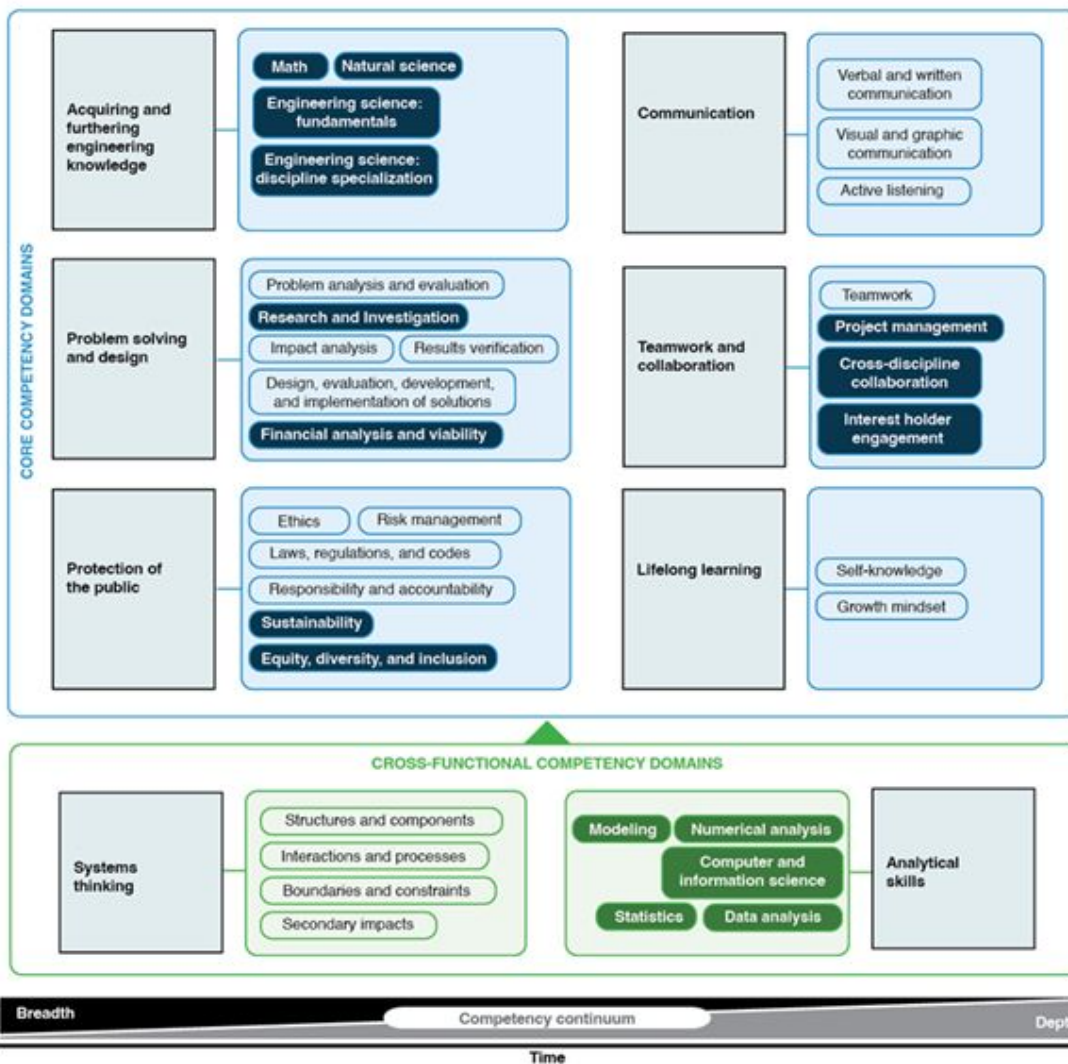 CORE COMPETENCY DOMAINS
Acquiring and
furthering
engineering
knowledge
Math
Natural science
Engineering science:
fundamentals
Engineering science:
discipline specialization
Communication
Verbal and written
communication
Visual and graphic
communication
Active listening
Problem solving
and design
Problem analysis and evaluation
Research and Investigation
Impact analysis
Results verification
Design, evaluation, development,
and implementation of solutions
Financial analysis and viability
Teamwork and
collaboration
Teamwork
Project management
Cross-discipline
collaboration
Interest holder
engagement
Protection of
the public
Ethics
Risk management
Laws, regulations, and codes
Responsibility and accountability
Sustainability
Equity, diversity, and inclusion
Lifelong learning
Self-knowledge
Growth mindset
CROSS-FUNCTIONAL COMPETENCY DOMAINS
Systems
thinking
Structures and components
Interactions and processes
Boundaries and constraints
Secondary impacts
Modeling
Numerical analysis
Computer and
information science
Statistics
Data analysis
Analytical
skills
Breadth
Competency continuum
Dept
Time